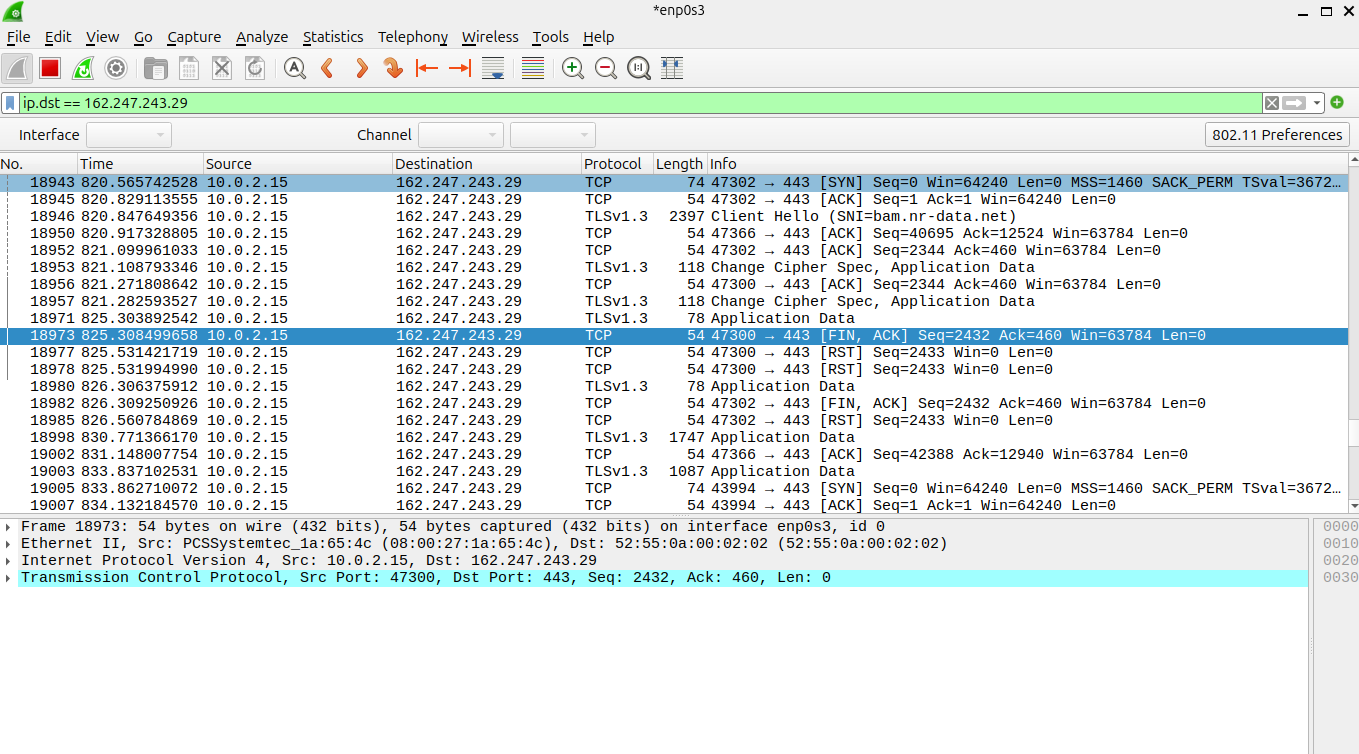 *enp0s3
File Edit View Go Capture Analyze Statistics Telephony Wireless Tools Help
ip.dst == 162.247.243.29
Interface Channel 802.11 Preferences
No. Time Source Destination Protocol Length Info
18943 820.565742528 10.0.2.15 162.247.243.29 TCP 74 47302 → 443 [SYN] Seq=0 Win=64240 Len=0 MSS=1460 SACK_PERM TSval=3672…
18945 820.829113555 10.0.2.15 162.247.243.29 TCP 54 47302 → 443 [ACK] Seq=1 Ack=1 Win=64240 Len=0
18946 820.847649356 10.0.2.15 162.247.243.29 TLSv1.3 2397 Client Hello (SNI=bam.nr-data.net)
18950 820.917328805 10.0.2.15 162.247.243.29 TCP 54 47366 → 443 [ACK] Seq=40695 Ack=12524 Win=63784 Len=0
18952 821.099961033 10.0.2.15 162.247.243.29 TCP 54 47302 → 443 [ACK] Seq=2344 Ack=460 Win=63784 Len=0
18953 821.108793346 10.0.2.15 162.247.243.29 TLSv1.3 118 Change Cipher Spec, Application Data
18956 821.271808642 10.0.2.15 162.247.243.29 TCP 54 47300 → 443 [ACK] Seq=2344 Ack=460 Win=63784 Len=0
18957 821.282593527 10.0.2.15 162.247.243.29 TLSv1.3 118 Change Cipher Spec, Application Data
18971 825.303892542 10.0.2.15 162.247.243.29 TLSv1.3 78 Application Data
18973 825.308499658 10.0.2.15 162.247.243.29 TCP 54 47300 → 443 [FIN, ACK] Seq=2432 Ack=460 Win=63784 Len=0
18977 825.531421719 10.0.2.15 162.247.243.29 TCP 54 47300 → 443 [RST] Seq=2433 Win=0 Len=0
18978 825.531994990 10.0.2.15 162.247.243.29 TCP 54 47300 → 443 [RST] Seq=2433 Win=0 Len=0
18980 826.306375912 10.0.2.15 162.247.243.29 TLSv1.3 78 Application Data
18982 826.309250926 10.0.2.15 162.247.243.29 TCP 54 47302 → 443 [FIN, ACK] Seq=2432 Ack=460 Win=63784 Len=0
18985 826.560784869 10.0.2.15 162.247.243.29 TCP 54 47302 → 443 [RST] Seq=2433 Win=0 Len=0
18998 830.771366170 10.0.2.15 162.247.243.29 TLSv1.3 1747 Application Data
19002 831.148007754 10.0.2.15 162.247.243.29 TCP 54 47366 → 443 [ACK] Seq=42388 Ack=12940 Win=63784 Len=0
19003 833.837102531 10.0.2.15 162.247.243.29 TLSv1.3 1087 Application Data
19005 833.862710072 10.0.2.15 162.247.243.29 TCP 74 43994 → 443 [SYN] Seq=0 Win=64240 Len=0 MSS=1460 SACK_PERM TSval=3672…
19007 834.132184570 10.0.2.15 162.247.243.29 TCP 54 43994 → 443 [ACK] Seq=1 Ack=1 Win=64240 Len=0
Frame 18973: 54 bytes on wire (432 bits), 54 bytes captured (432 bits) on interface enp0s3, id 0
Ethernet II, Src: PCSSystemtec_1a:65:4c (08:00:27:1a:65:4c), Dst: 52:55:0a:00:02:02 (52:55:0a:00:02:02)
Internet Protocol Version 4, Src: 10.0.2.15, Dst: 162.247.243.29
Transmission Control Protocol, Src Port: 47300, Dst Port: 443, Seq: 2432, Ack: 460, Len: 0
0000
0010
0020
0030